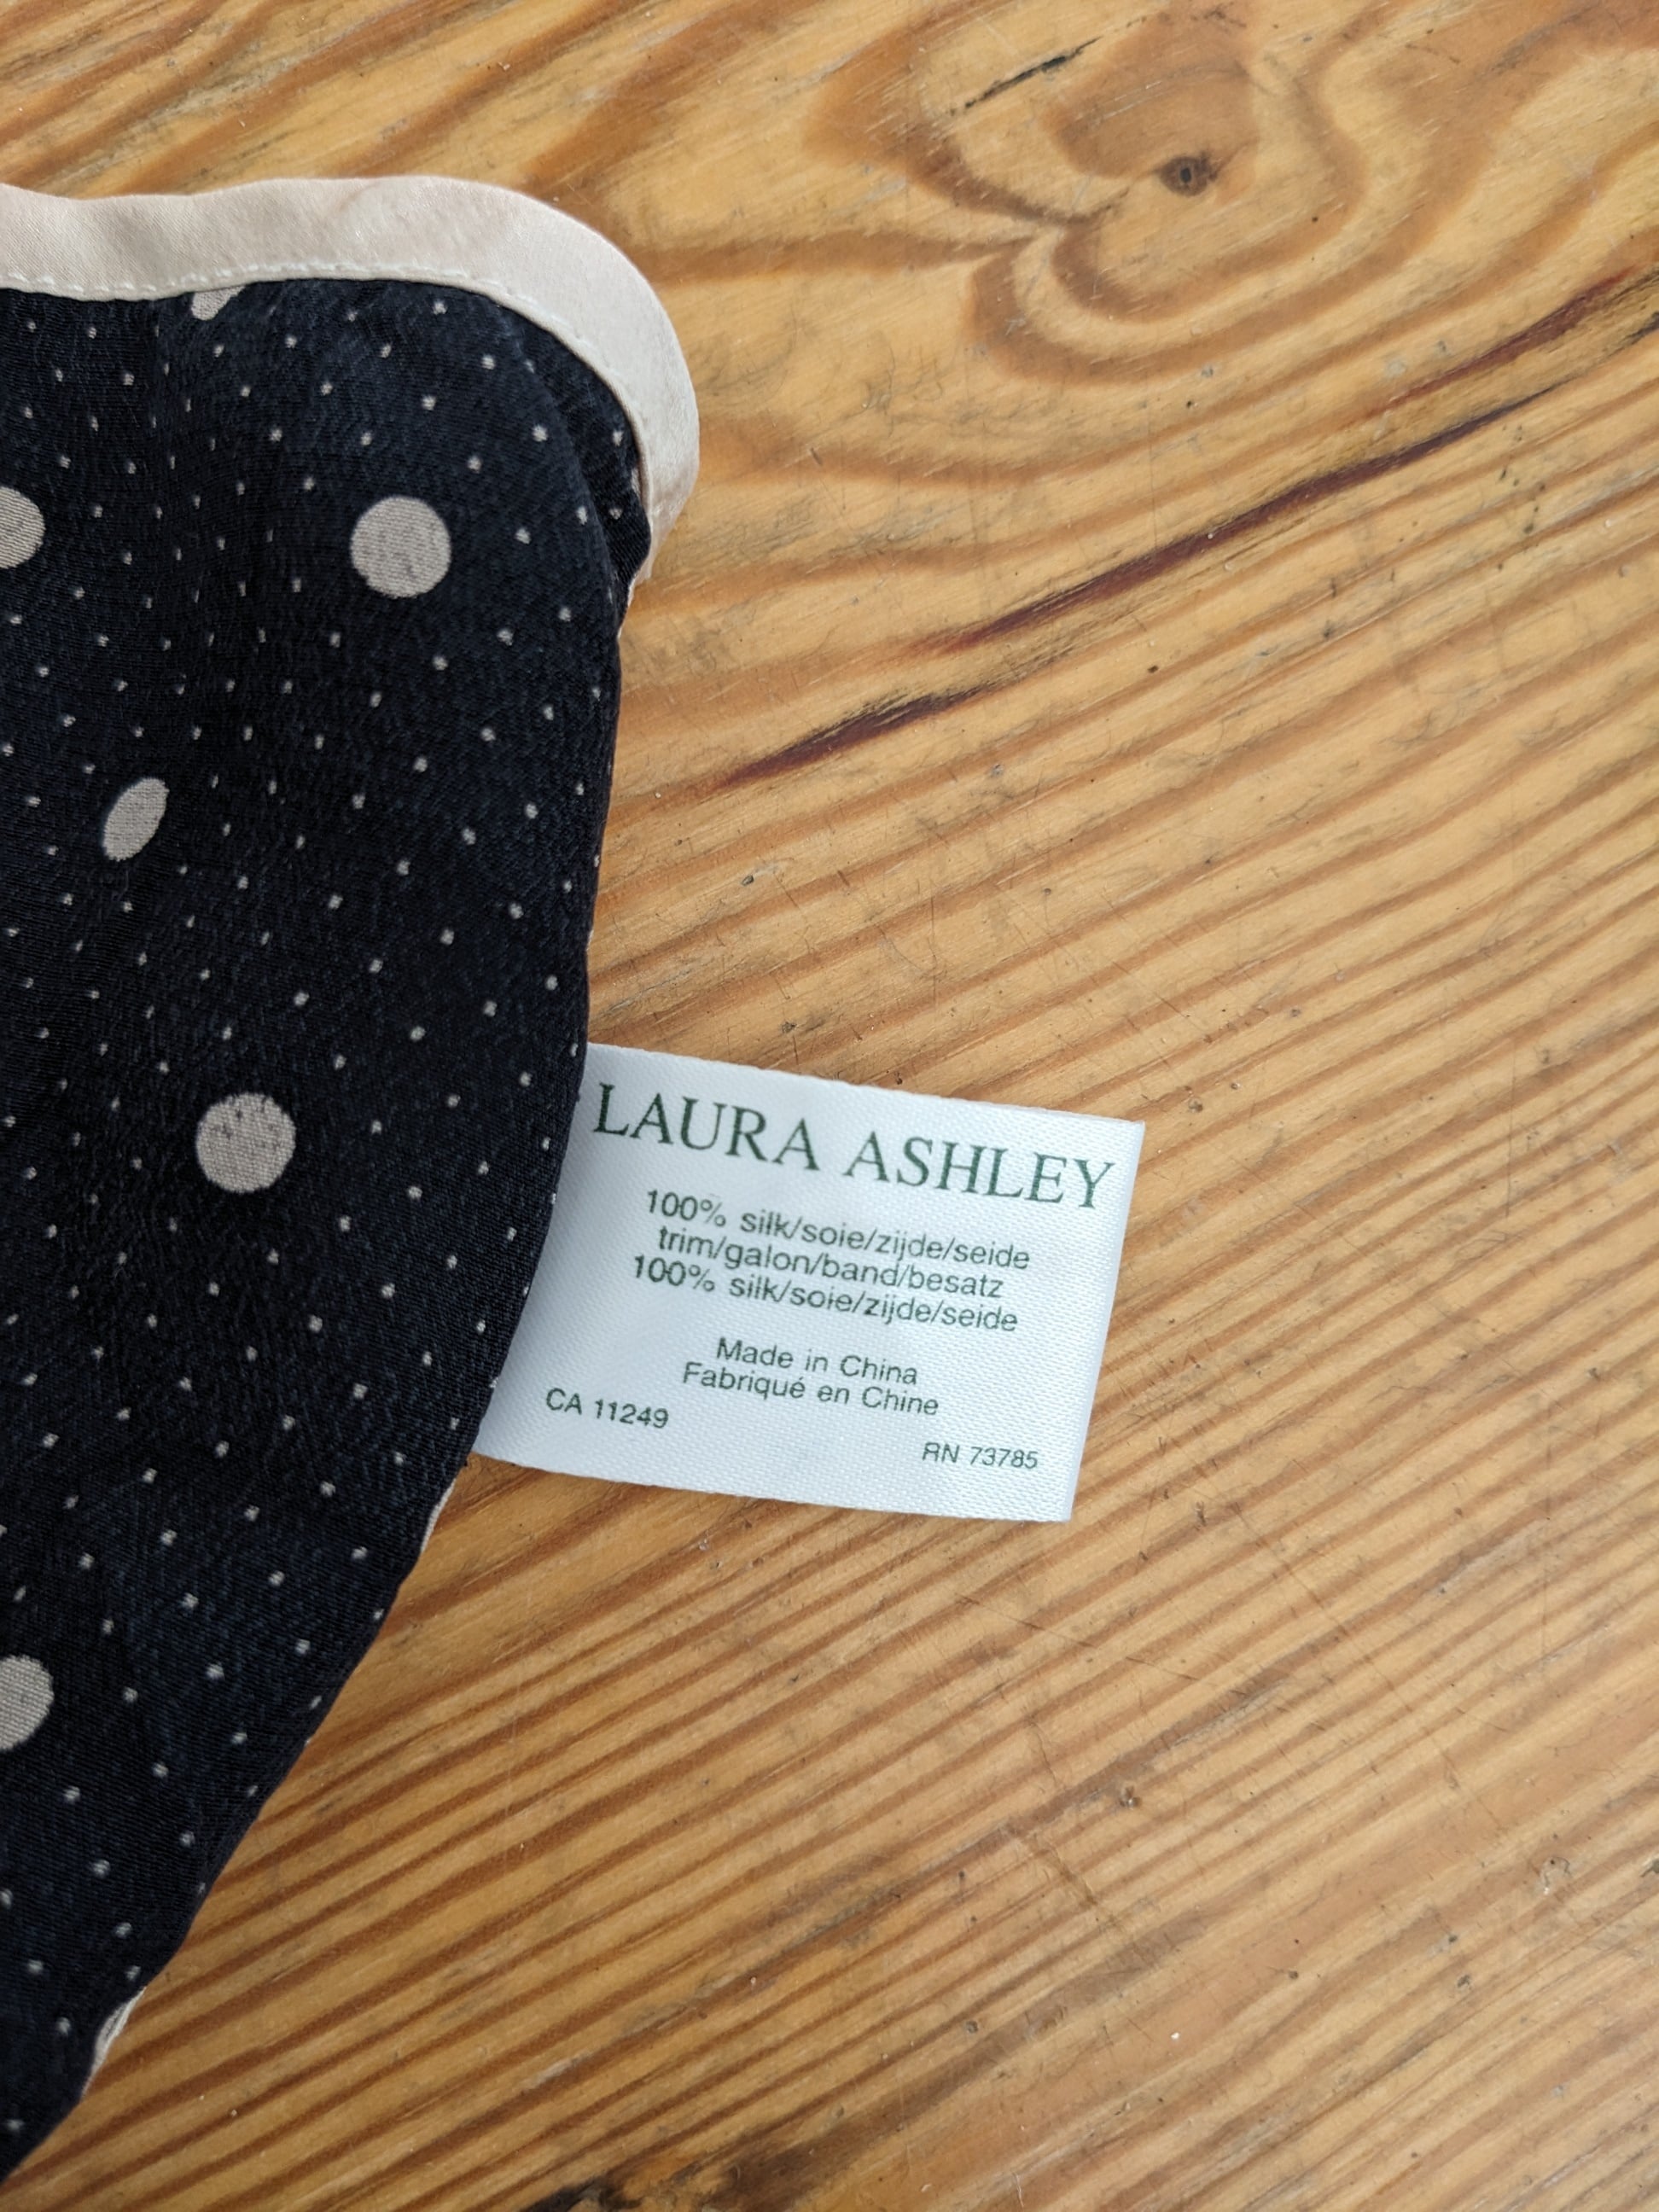 LAURA ASHLEY
100% silk/soie/zijde/seide
trim/galon/band/besatz
100% silk/soie/zijde/seide
Made in China
Fabriqué en Chine
CA 11249
RN 73785